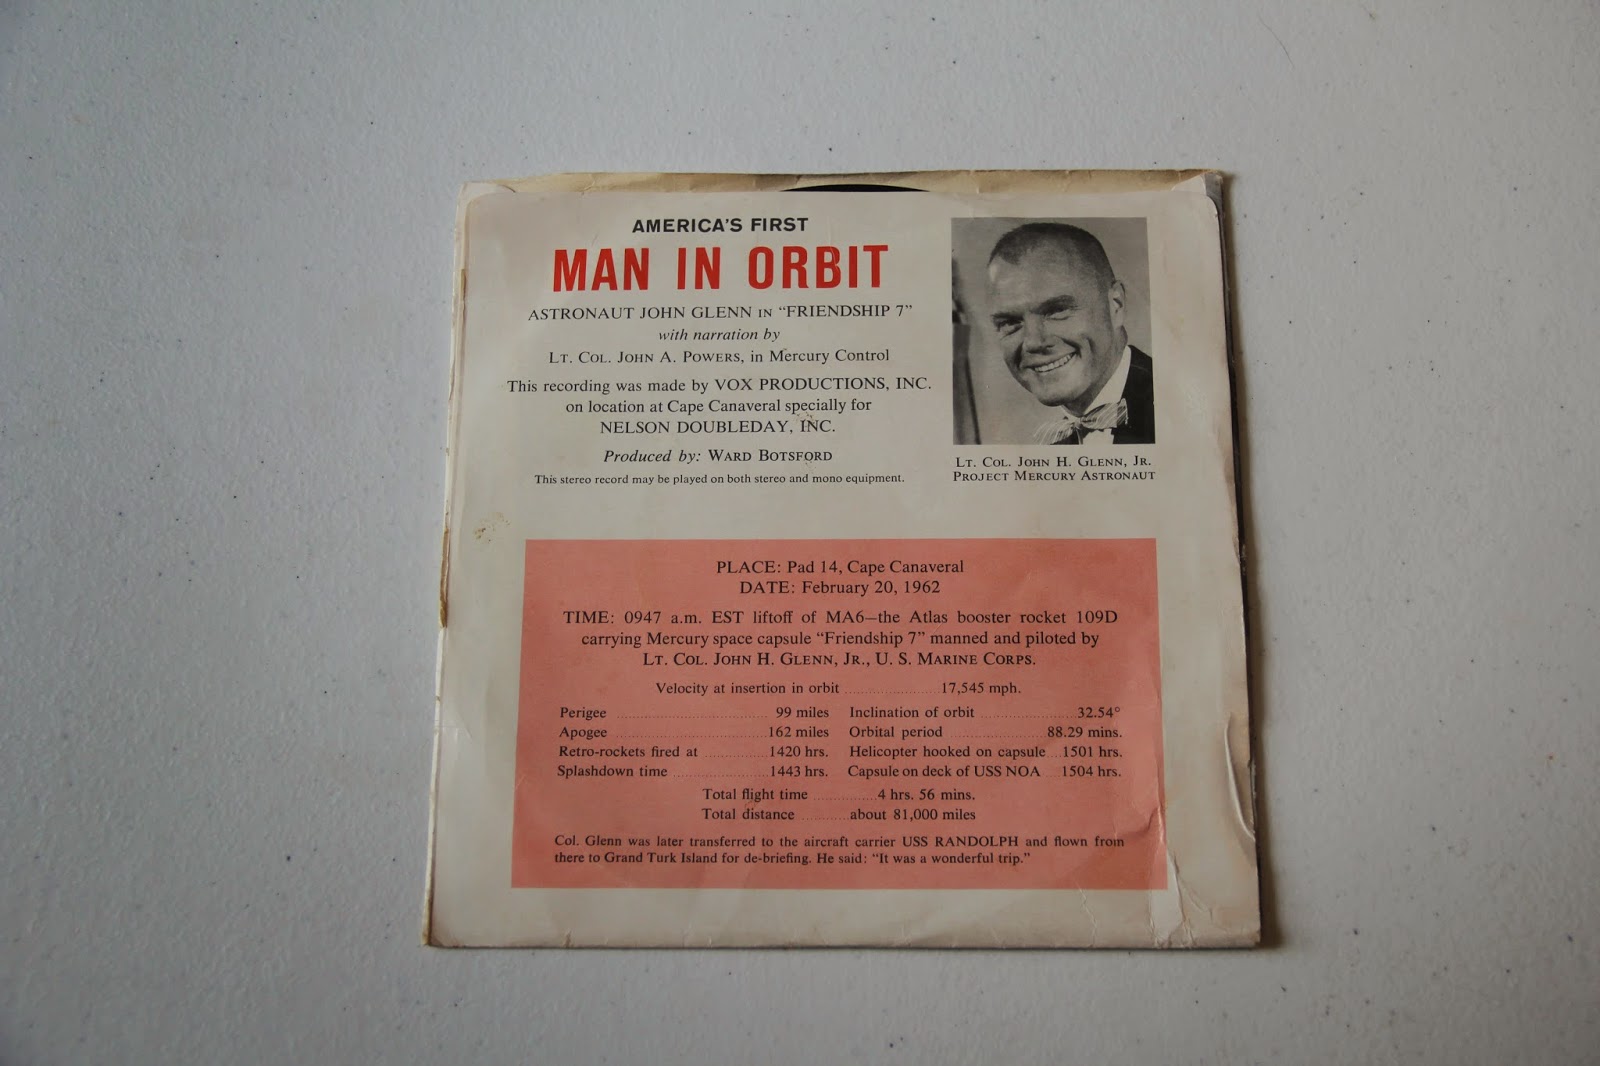 AMERICA'S FIRST
MAN IN ORBIT
ASTRONAUT JOHN GLENN IN “FRIENDSHIP 7”
with narration by
LT. COL. JOHN A. POWERS, in Mercury Control
This recording was made by VOX PRODUCTIONS, INC.
on location at Cape Canaveral specially for
NELSON DOUBLEDAY, INC.
Produced by: WARD BOTSFORD
This stereo record may be played on both stereo and mono equipment.
LT. COL. JOHN H. GLENN, JR.
PROJECT MERCURY ASTRONAUT
PLACE: Pad 14, Cape Canaveral
DATE: February 20, 1962
TIME: 0947 a.m. EST liftoff of MA6—the Atlas booster rocket 109D
carrying Mercury space capsule “Friendship 7” manned and piloted by
LT. COL. JOHN H. GLENN, JR., U. S. MARINE CORPS.
Velocity at insertion in orbit ..................... 17,545 mph.
Perigee ..................... 99 miles
Apogee ..................... 162 miles
Retro-rockets fired at ............. 1420 hrs.
Splashdown time ..................... 1443 hrs.
Inclination of orbit ..................... 32.54°
Orbital period ..................... 88.29 mins.
Helicopter hooked on capsule ... 1501 hrs.
Capsule on deck of USS NOA 1504 hrs.
Total flight time ............... 4 hrs. 56 mins.
Total distance ........... about 81,000 miles
Col. Glenn was later transferred to the aircraft carrier USS RANDOLPH and flown from
there to Grand Turk Island for de-briefing. He said: “It was a wonderful trip.”